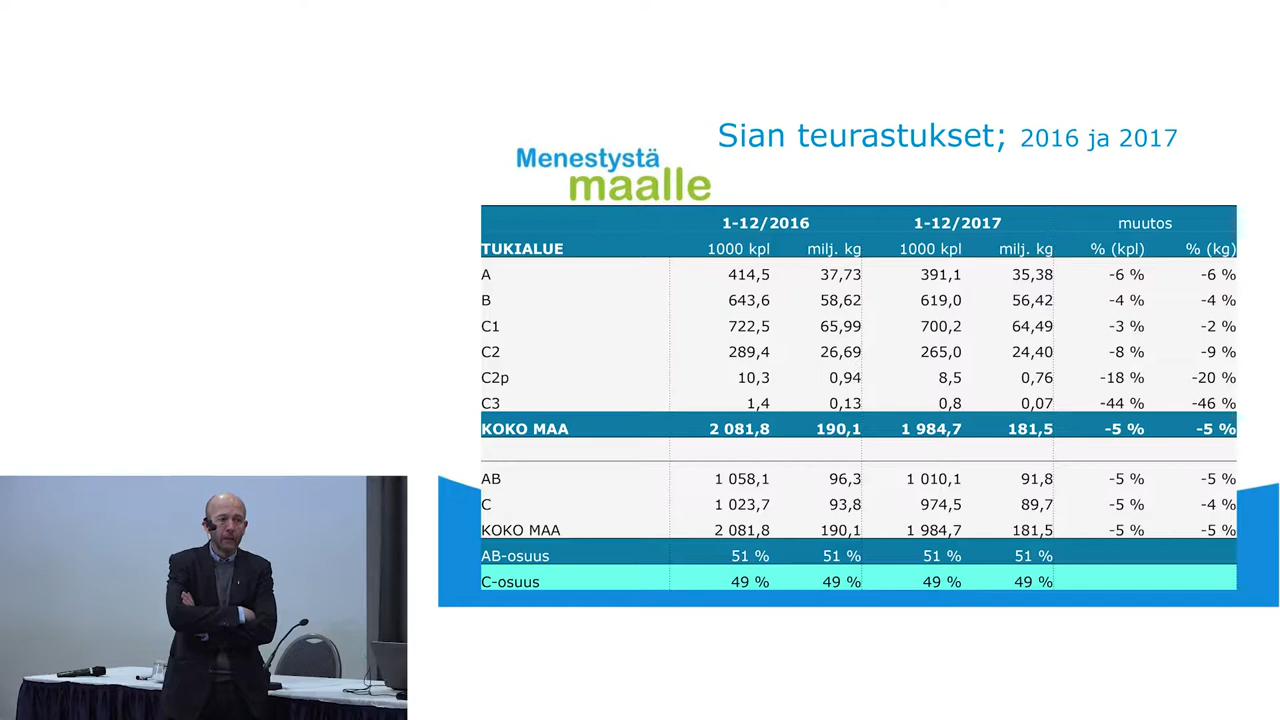 Sian teurastukset; 2016 ja 2017
Menestystä
maalle
1-12/2016 1-12/2017 muutos
TUKIALUE 1000 kpl milj. kg 1000 kpl milj. kg % (kpl) % (kg)
A 414,5 37,73 391,1 35,38 -6 % -6 %
B 643,6 58,62 619,0 56,42 -4 % -4 %
C1 722,5 65,99 700,2 64,49 -3 % -2 %
C2 289,4 26,69 265,0 24,40 -8 % -9 %
C2p 10,3 0,94 8,5 0,76 -18 % -20 %
C3 1,4 0,13 0,8 0,07 -44 % -46 %
KOKO MAA 2 081,8 190,1 1 984,7 181,5 -5 % -5 %
AB 1 058,1 96,3 1 010,1 91,8 -5 % -5 %
C 1 023,7 93,8 974,5 89,7 -5 % -4 %
KOKO MAA 2 081,8 190,1 1 984,7 181,5 -5 % -5 %
AB-osuus 51 % 51 % 51 % 51 %
C-osuus 49 % 49 % 49 % 49 %